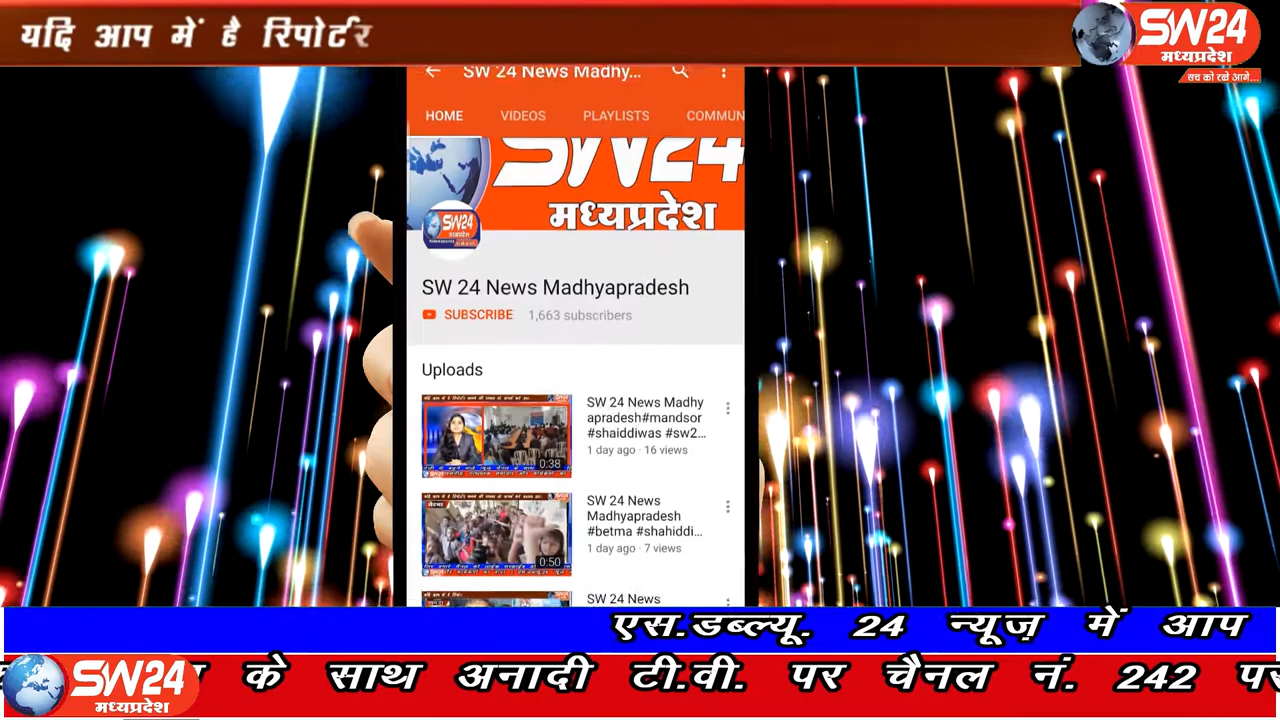 यदि आप में है रिपोर्टर
SW24
मध्यप्रदेश
सच को रखे आगे...
SW 24 News Madhy...
HOME VIDEOS PLAYLISTS COMMUN
SW24
मध्यप्रदेश
SW24
SW 24 News Madhyapradesh
SUBSCRIBE 1,663 subscribers
Uploads
SW 24 News Madhy
apradesh#mandsor
#shaiddiwas #sw2...
1 day ago · 16 views
0:38
SW 24 News
Madhyapradesh
#betma #shahiddi...
1 day ago · 7 views
0:50
SW 24 News
एस.डब्ल्यू. 24 न्यूज़ में आप
के साथ अनादी टी.वी. पर चैनल नं. 242 पर
SW24
मध्यप्रदेश